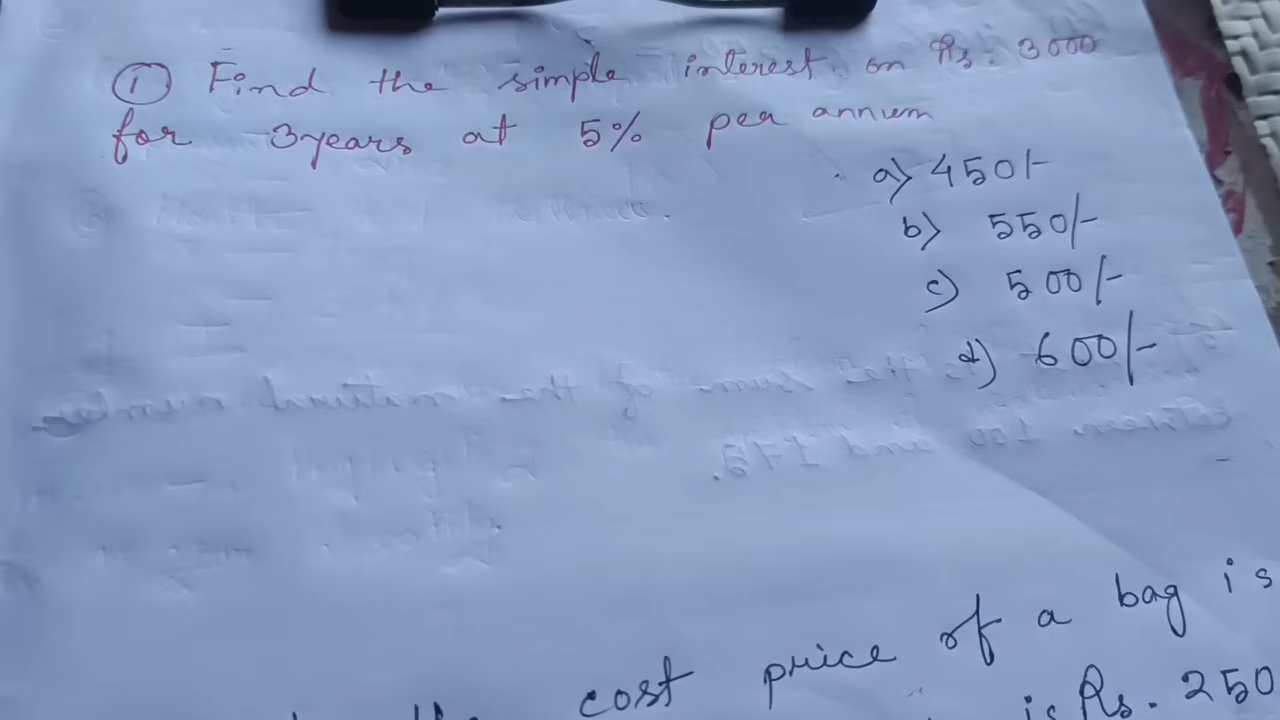 ① Find the simple interest on Rs. 3000
for 3years at 5% per annum
a) 450/-
b) 550/-
c) 500/-
d) 600/-
cost price of a bag is
is Rs. 250